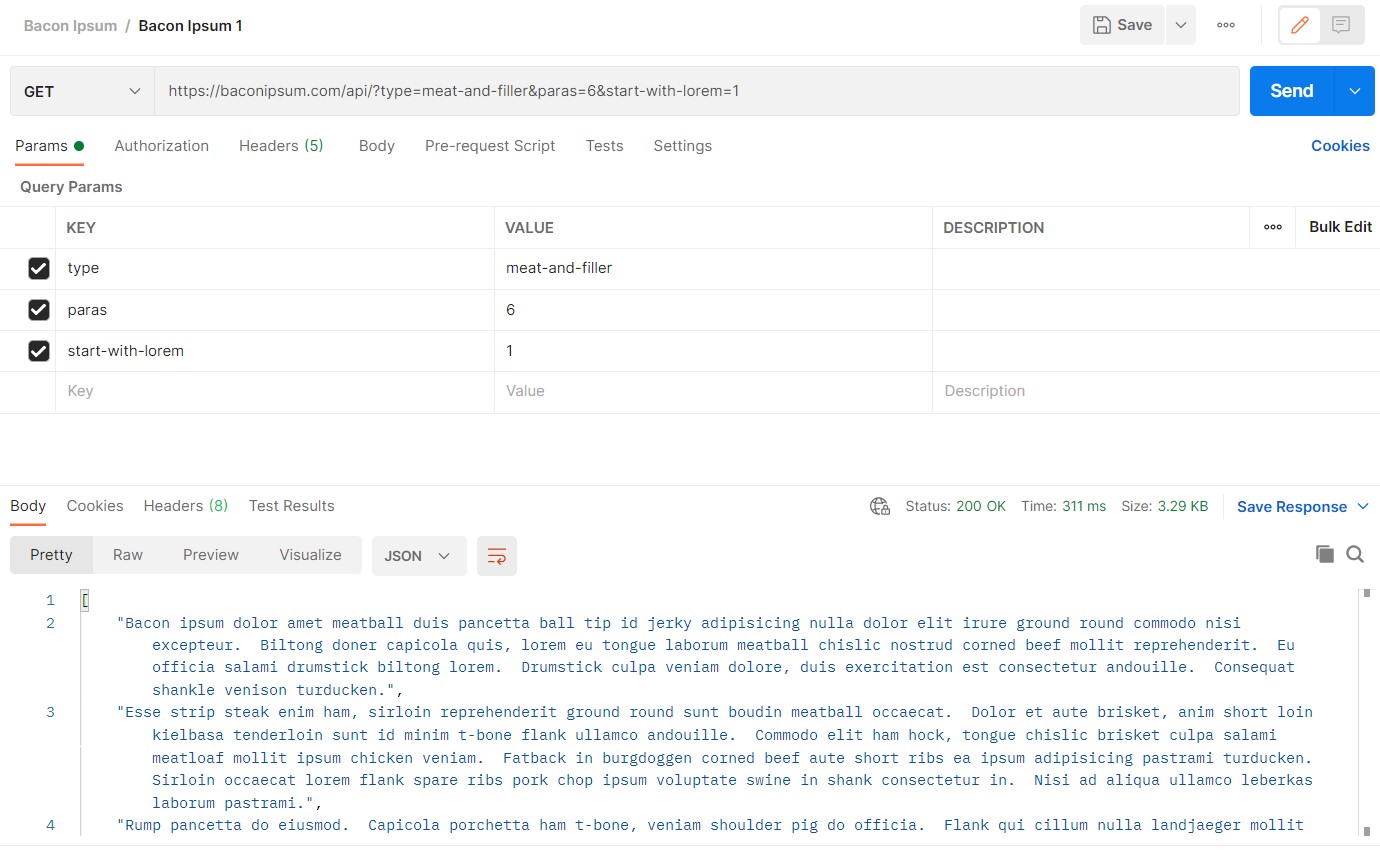 Bacon Ipsum / Bacon Ipsum 1
Save
GET
https://baconipsum.com/api/?type=meat-and-filler&paras=6&start-with-lorem=1
Send
Params
Authorization
Headers (5)
Body
Pre-request Script
Tests
Settings
Cookies
Query Params
KEY
VALUE
DESCRIPTION
Bulk Edit
type
meat-and-filler
paras
6
start-with-lorem
1
Key
Value
Description
Body
Cookies
Headers (8)
Test Results
Status: 200 OK
Time: 311 ms
Size: 3.29 KB
Save Response
Pretty
Raw
Preview
Visualize
JSON
1 [
2 "Bacon ipsum dolor amet meatball duis pancetta ball tip id jerky adipisicing nulla dolor elit irure ground round commodo nisi
excepteur.  Biltong doner capicola quis, lorem eu tongue laborum meatball chislic nostrud corned beef mollit reprehenderit.  Eu
officia salami drumstick biltong lorem.  Drumstick culpa veniam dolore, duis exercitation est consectetur andouille.  Consequat
shankle venison turducken.",
3 "Esse strip steak enim ham, sirloin reprehenderit ground round sunt boudin meatball occaecat.  Dolor et aute brisket, anim short loin
kielbasa tenderloin sunt id minim t-bone flank ullamco andouille.  Commodo elit ham hock, tongue chislic brisket culpa salami
meatloaf mollit ipsum chicken veniam.  Fatback in burgdoggen corned beef aute short ribs ea ipsum adipisicing pastrami turducken.
Sirloin occaecat lorem flank spare ribs pork chop ipsum voluptate swine in shank consectetur in.  Nisi ad aliqua ullamco leberkas
laborum pastrami.",
4 "Rump pancetta do eiusmod.  Capicola porchetta ham t-bone, veniam shoulder pig do officia.  Flank qui cillum nulla landjaeger mollit